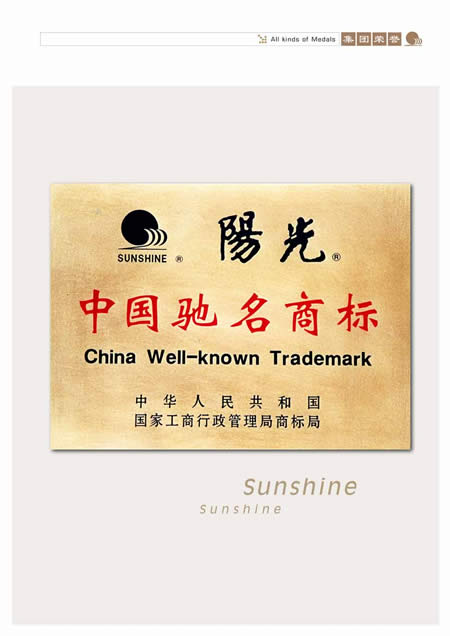 All kinds of Medals 集团荣誉
陽光®
SUNSHINE ®
中国驰名商标
China Well-known Trademark
中华人民共和国
国家工商行政管理局商标局
Sunshine
Sunshine